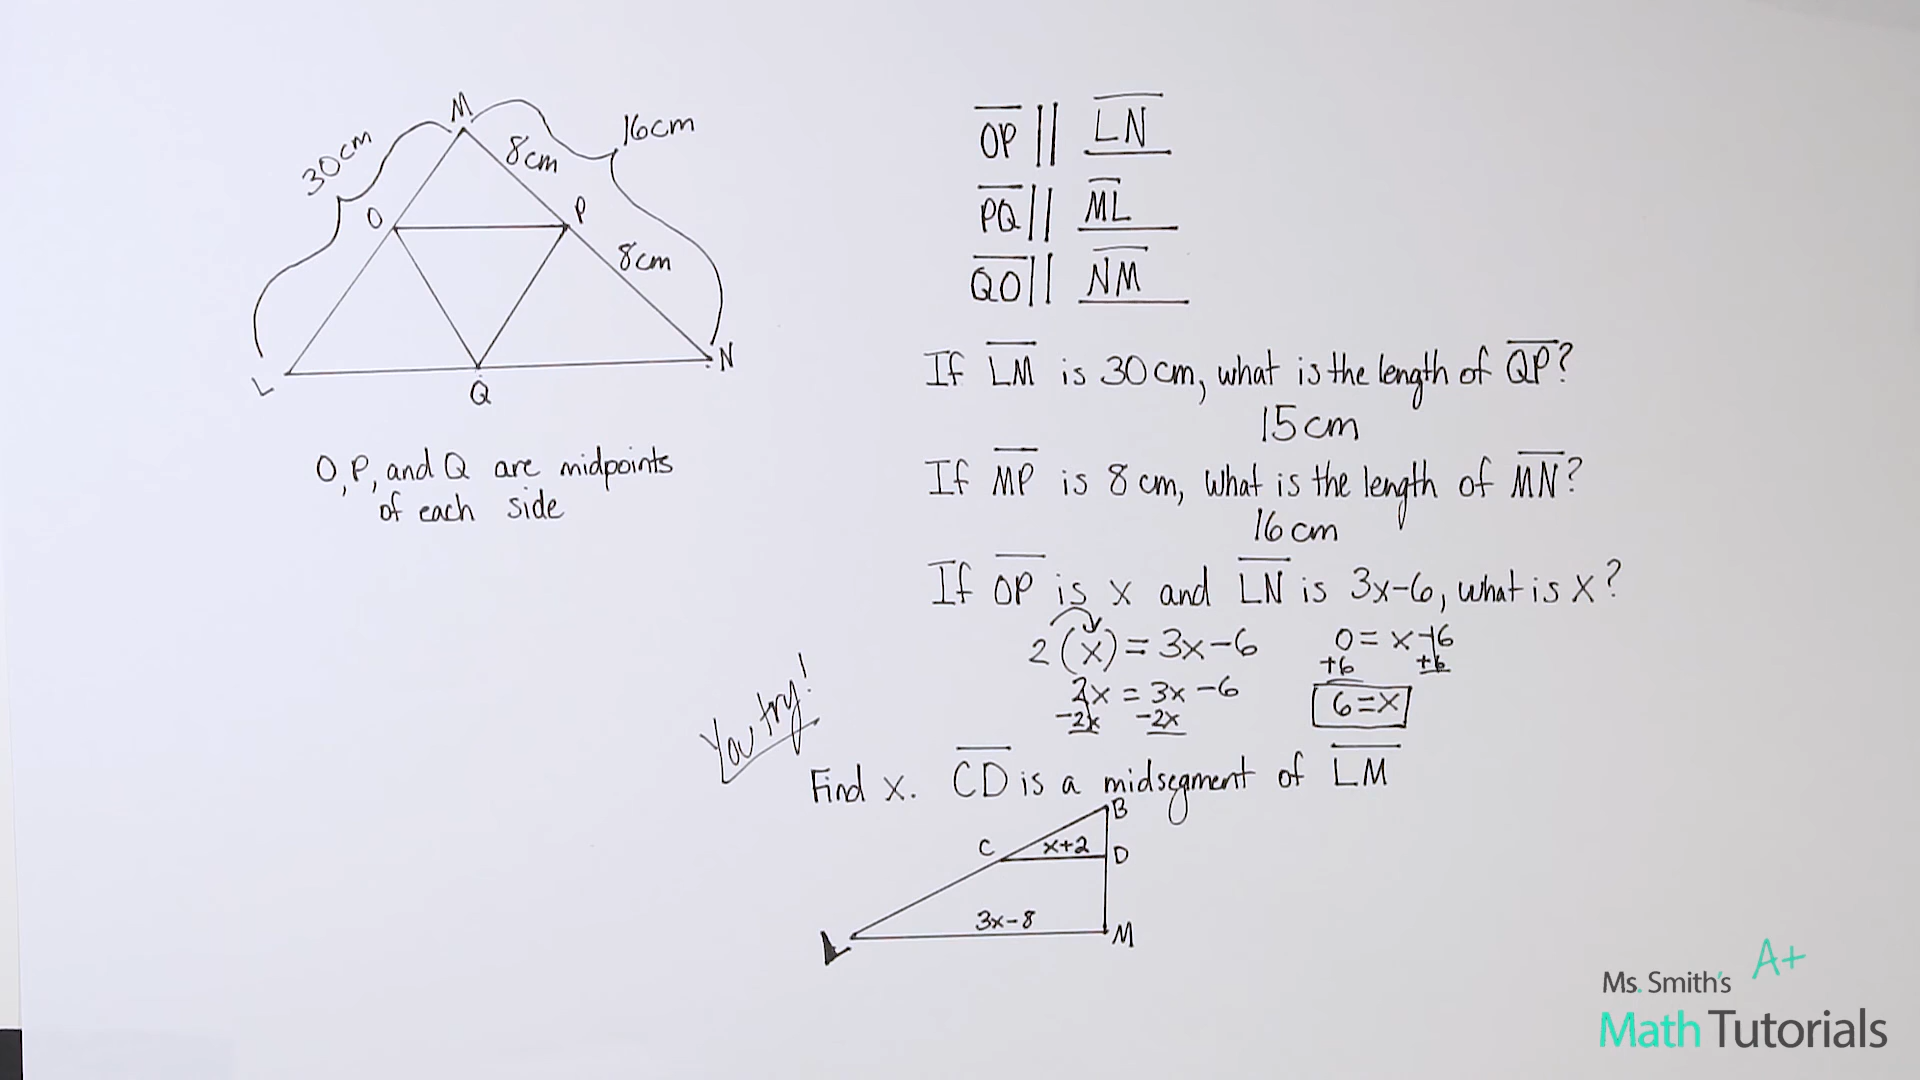 M
30cm
8cm
16cm
O
P
8cm
L
Q
N
O, P, and Q are midpoints
of each side
OP || LN
PQ || ML
QO || NM
If LM is 30cm, what is the length of QP?
15cm
If MP is 8cm, what is the length of MN?
16cm
If OP is x and LN is 3x-6, what is x?
2(x) = 3x-6
0 = x-6
+6 +6
2x = 3x-6
6=x
-2x -2x
You try!
Find x. CD is a midsegment of LM
B
C
x+2
D
3x-8
L
M
A+
Ms. Smith's
Math Tutorials